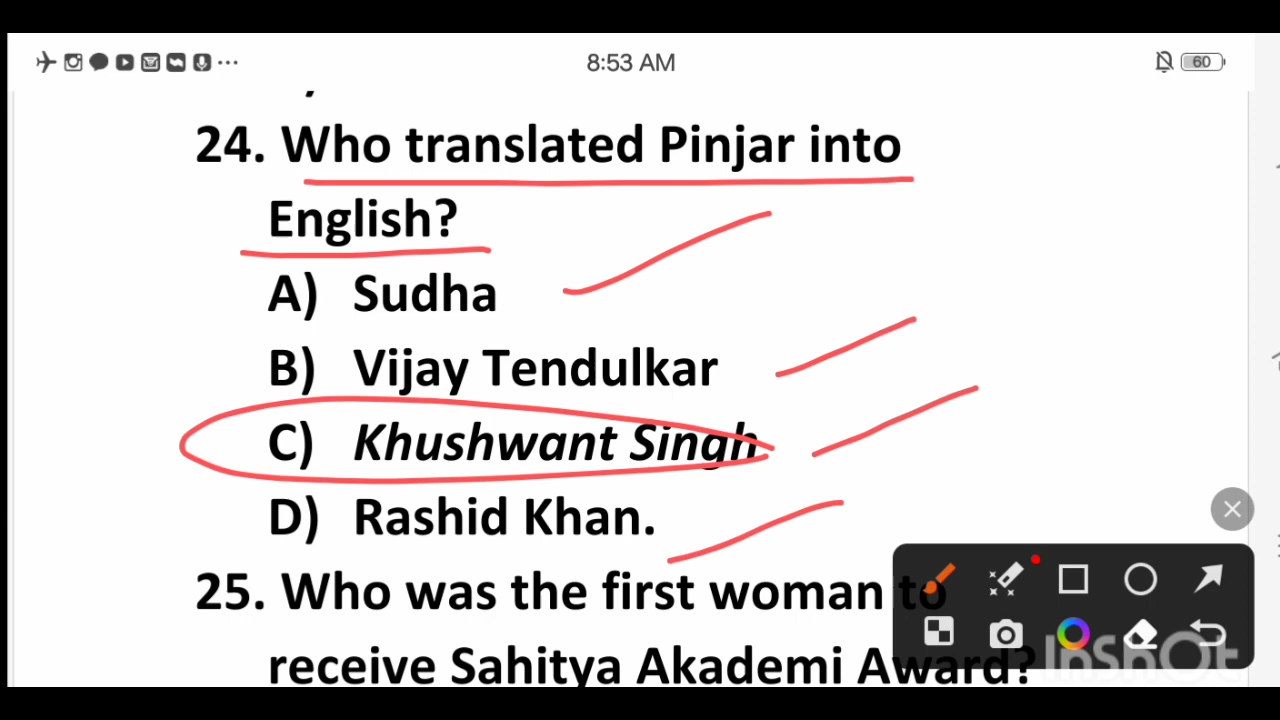 8:53 AM
60
24. Who translated Pinjar into
English?
A) Sudha
B) Vijay Tendulkar
C) Khushwant Singh
D) Rashid Khan.
25. Who was the first woman to
receive Sahitya Akademi Award?
InShOt